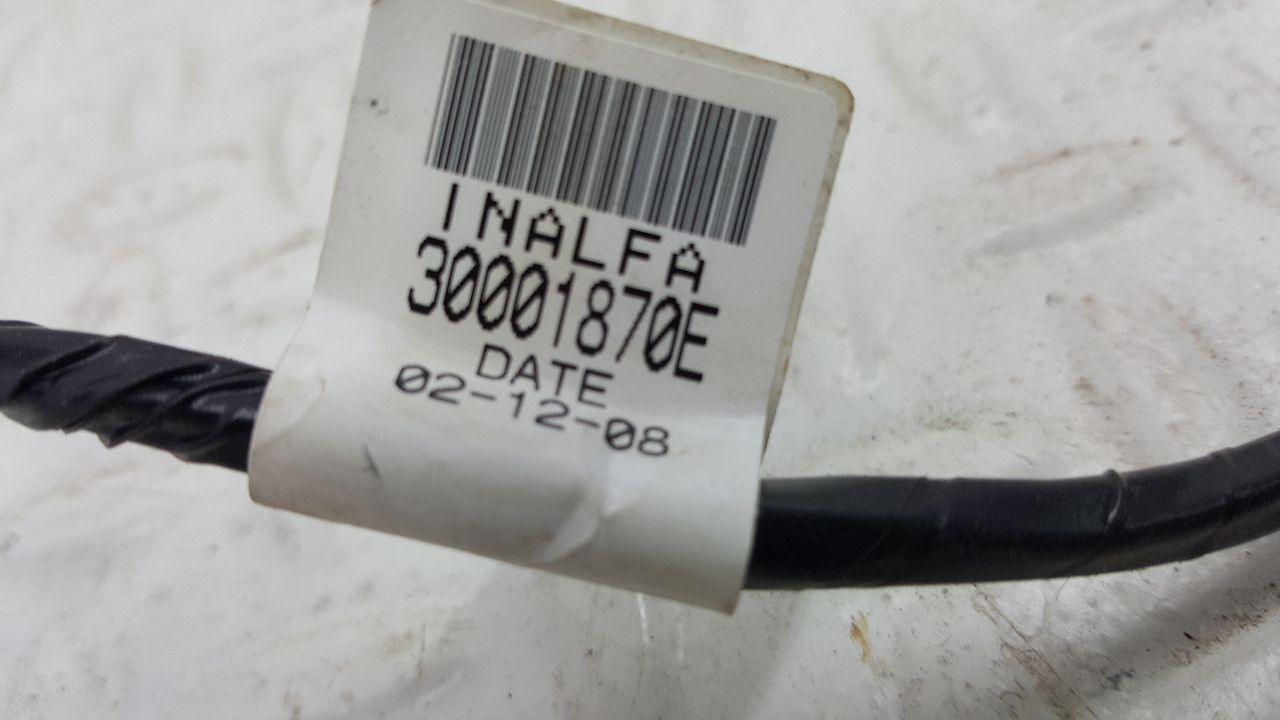 INALFA
30001870E
DATE
02-12-08